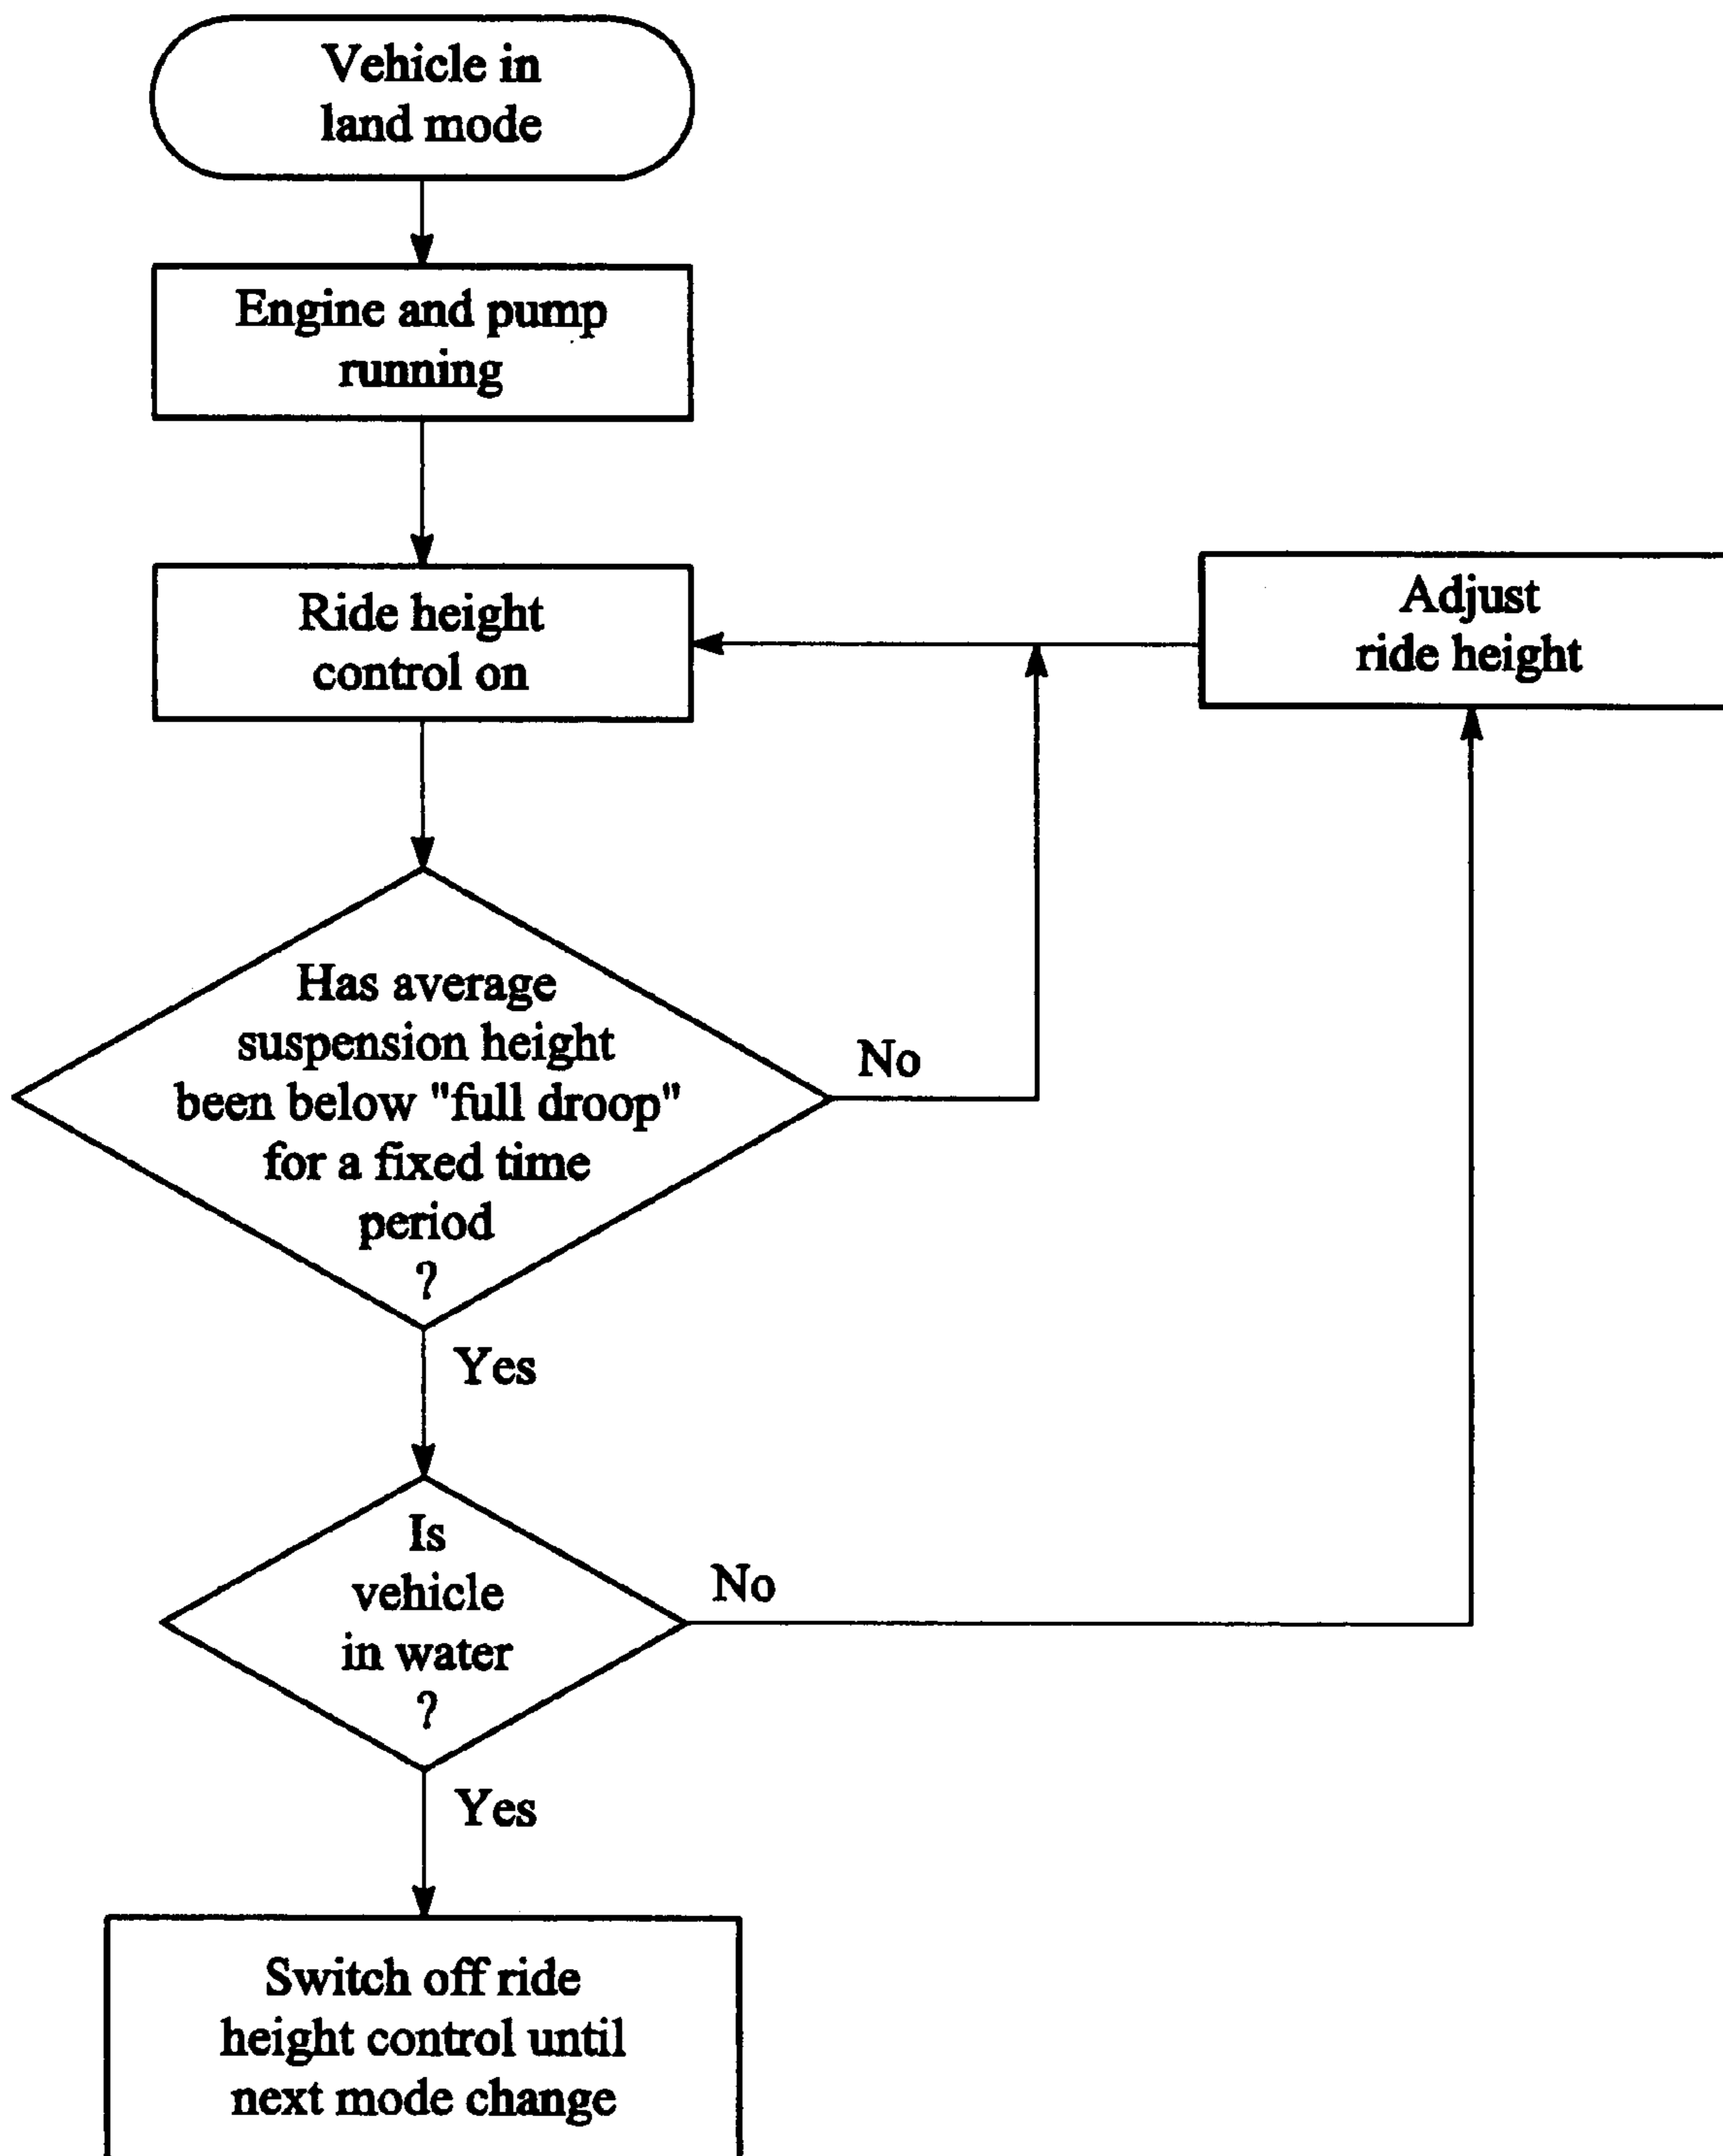 Vehicle in
land mode
Engine and pump
running
Ride height
control on
Adjust
ride height
Has average
suspension height
been below "full droop"
for a fixed time
period
?
No
Yes
Is
vehicle
in water
?
No
Yes
Switch off ride
height control until
next mode change